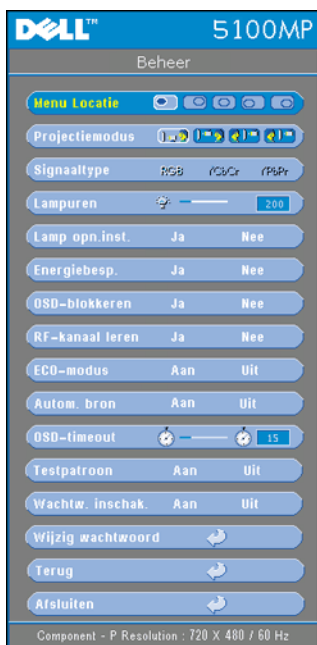 DELL™ 5100MP
Beheer
Menu Locatie
Projectiemodus
Signaaltype RGB /CbCr /PbPr
Lampuren 200
Lamp opn.inst. Ja Nee
Energiebesp. Ja Nee
OSD-blokkeren Ja Nee
RF-kanaal leren Ja Nee
ECO-modus Aan Uit
Autom. bron Aan Uit
OSD-timeout 15
Testpatroon Aan Uit
Wachtw. inschak. Aan Uit
Wijzig wachtwoord
Terug
Afsluiten
Component - P Resolution : 720 X 480 / 60 Hz